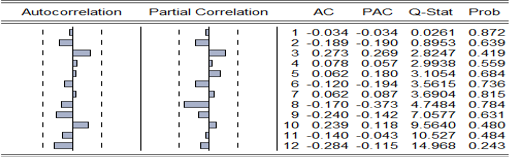 Autocorrelation Partial Correlation AC PAC Q-Stat Prob
1 -0.034 -0.034 0.0261 0.872
2 -0.189 -0.190 0.8953 0.639
3 0.273 0.269 2.8247 0.419
4 0.078 0.057 2.9938 0.559
5 0.062 0.180 3.1054 0.684
6 -0.120 -0.194 3.5615 0.736
7 0.062 0.087 3.6904 0.815
8 -0.170 -0.373 4.7484 0.784
9 -0.240 -0.142 7.0577 0.631
10 0.239 0.118 9.5640 0.480
11 -0.140 -0.043 10.527 0.484
12 -0.284 -0.115 14.968 0.243